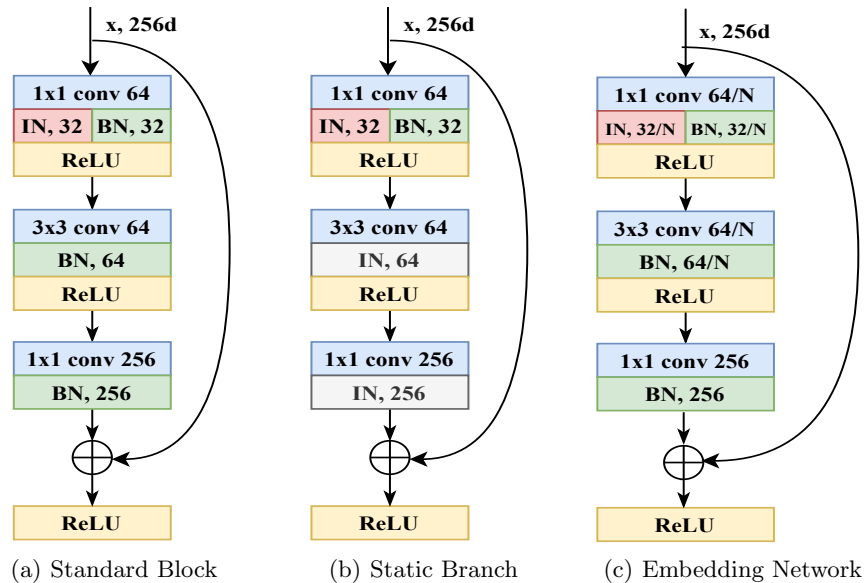 x, 256d
1x1 conv 64
IN, 32 BN, 32
ReLU
3x3 conv 64
BN, 64
ReLU
1x1 conv 256
BN, 256
ReLU
(a) Standard Block
x, 256d
1x1 conv 64
IN, 32 BN, 32
ReLU
3x3 conv 64
IN, 64
ReLU
1x1 conv 256
IN, 256
ReLU
(b) Static Branch
x, 256d
1x1 conv 64/N
IN, 32/N BN, 32/N
ReLU
3x3 conv 64/N
BN, 64/N
ReLU
1x1 conv 256
BN, 256
ReLU
(c) Embedding Network